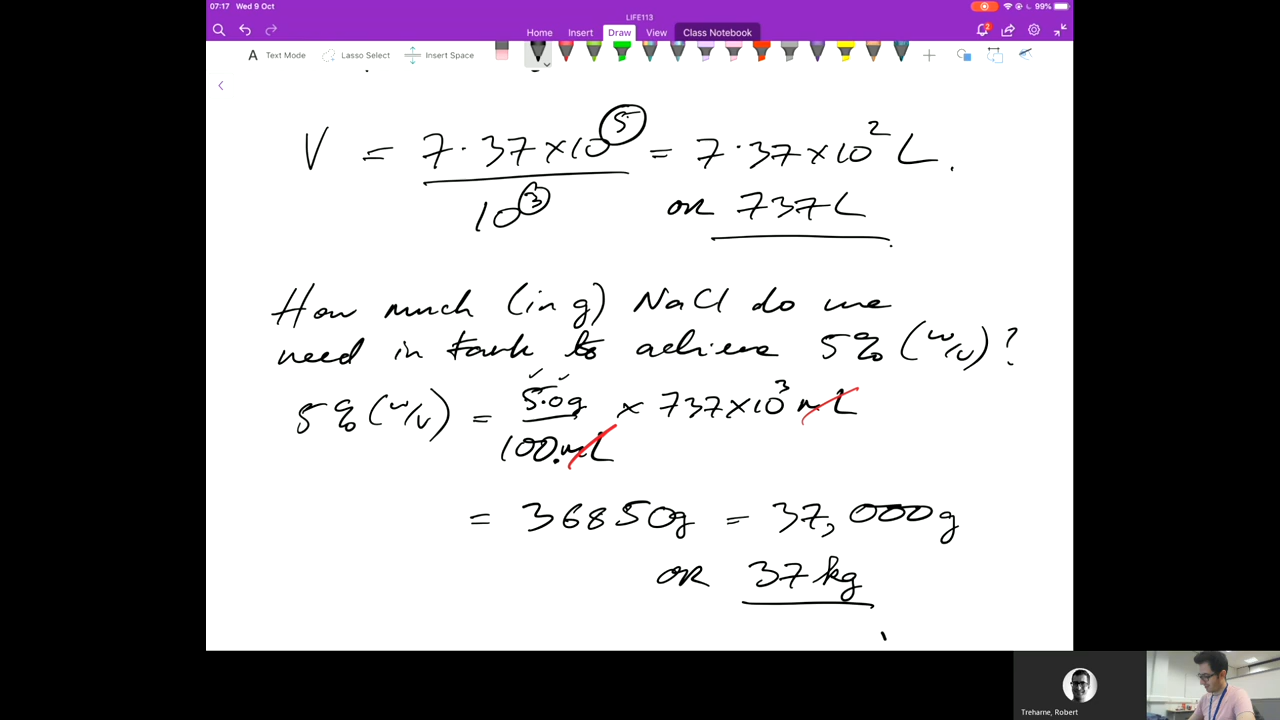 07:17 Wed 9 Oct
99%
LIFE113
Home Insert Draw View Class Notebook
2
A Text Mode Lasso Select Insert Space
V = 7.37×10⁵ / 10³ = 7.37×10² L.
or 737L
How much (in g) NaCl do we
need in tank to achieve 5% (w/v)?
5% (w/v) = 5.0g / 100.mL × 737×10³ mL
= 36850g = 37,000g
or 37kg
Treharne, Robert